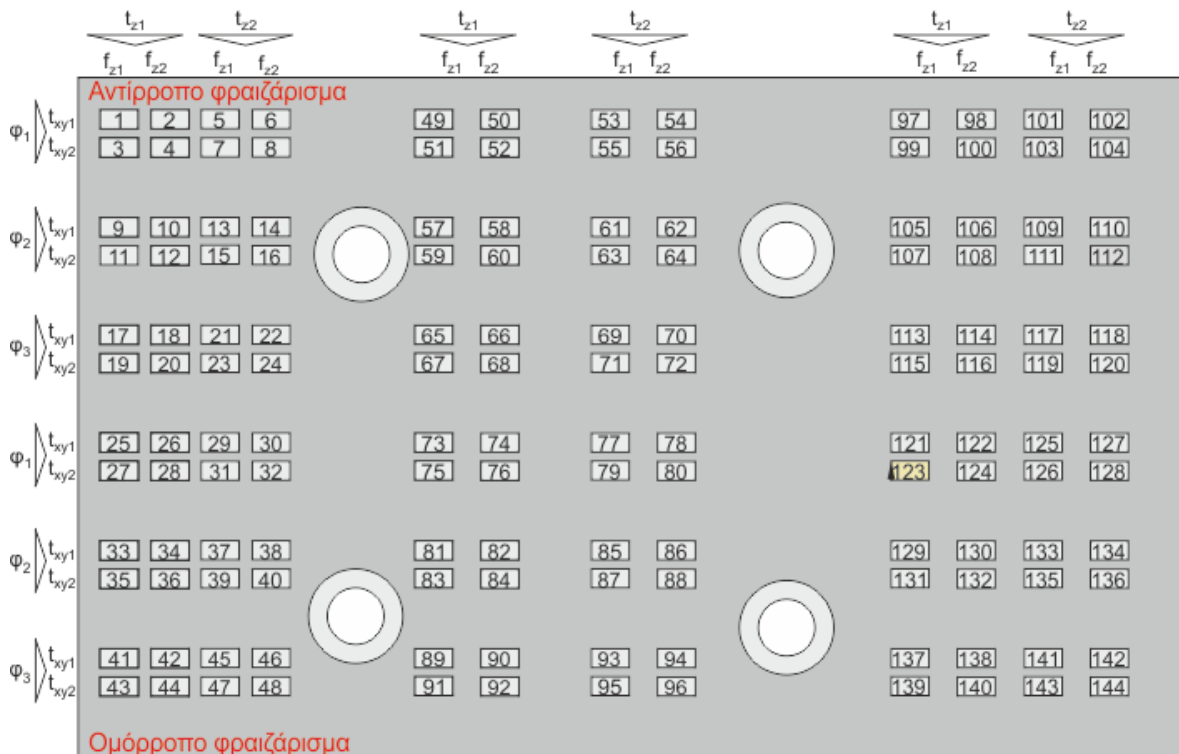 t_z1 t_z2 t_z1 t_z2 t_z1 t_z2
f_z1 f_z2 f_z1 f_z2 f_z1 f_z2 f_z1 f_z2 f_z1 f_z2 f_z1 f_z2
Αντίρροπο φραιζάρισμα
φ_1 t_xy1 1 2 5 6 49 50 53 54 97 98 101 102
t_xy2 3 4 7 8 51 52 55 56 99 100 103 104
φ_2 t_xy1 9 10 13 14 57 58 61 62 105 106 109 110
t_xy2 11 12 15 16 59 60 63 64 107 108 111 112
φ_3 t_xy1 17 18 21 22 65 66 69 70 113 114 117 118
t_xy2 19 20 23 24 67 68 71 72 115 116 119 120
φ_1 t_xy1 25 26 29 30 73 74 77 78 121 122 125 127
t_xy2 27 28 31 32 75 76 79 80 123 124 126 128
φ_2 t_xy1 33 34 37 38 81 82 85 86 129 130 133 134
t_xy2 35 36 39 40 83 84 87 88 131 132 135 136
φ_3 t_xy1 41 42 45 46 89 90 93 94 137 138 141 142
t_xy2 43 44 47 48 91 92 95 96 139 140 143 144
Ομόρροπο φραιζάρισμα